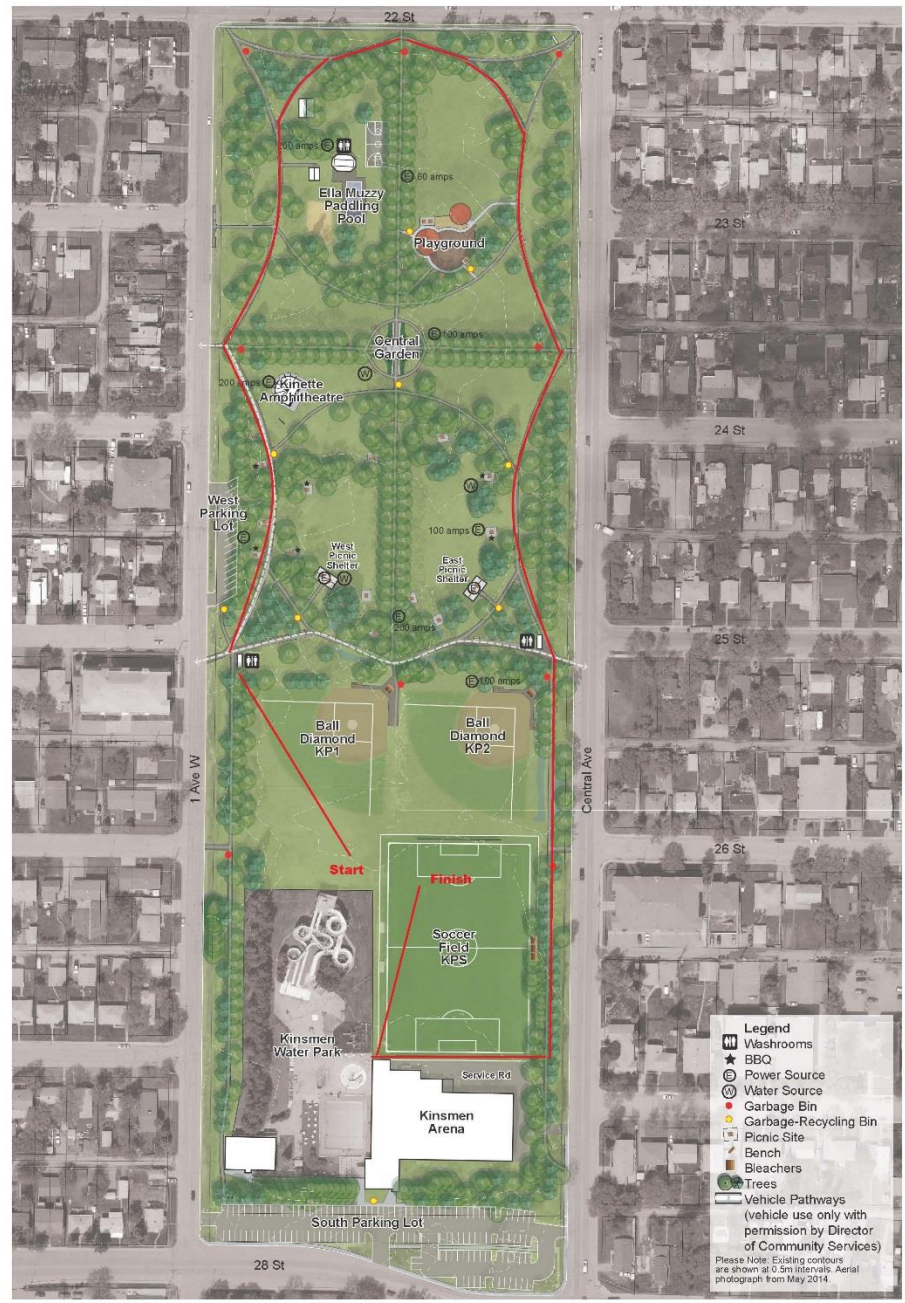 22 St
200 amps E
E 60 amps
Ella Muzzy
Paddling
Pool
23 St
Playground
E 100 amps
Central
Garden
W
200 amps E
Kinette
Amphitheatre
24 St
W
West
Parking
Lot
E
100 amps E
West
Picnic
Shelter
E W
East
Picnic
Shelter
E
E
200 amps
25 St
E 100 amps
Ball
Diamond
KP1
Ball
Diamond
KP2
1 Ave W
Central Ave
26 St
Start
Finish
Soccer
Field
KPS
Kinsmen
Water Park
Service Rd
Kinsmen
Arena
South Parking Lot
28 St
Legend
Washrooms
BBQ
E Power Source
W Water Source
Garbage Bin
Garbage-Recycling Bin
Picnic Site
Bench
Bleachers
Trees
Vehicle Pathways
(vehicle use only with
permission by Director
of Community Services)
Please Note: Existing contours
are shown at 0.5m intervals. Aerial
photograph from May 2014.